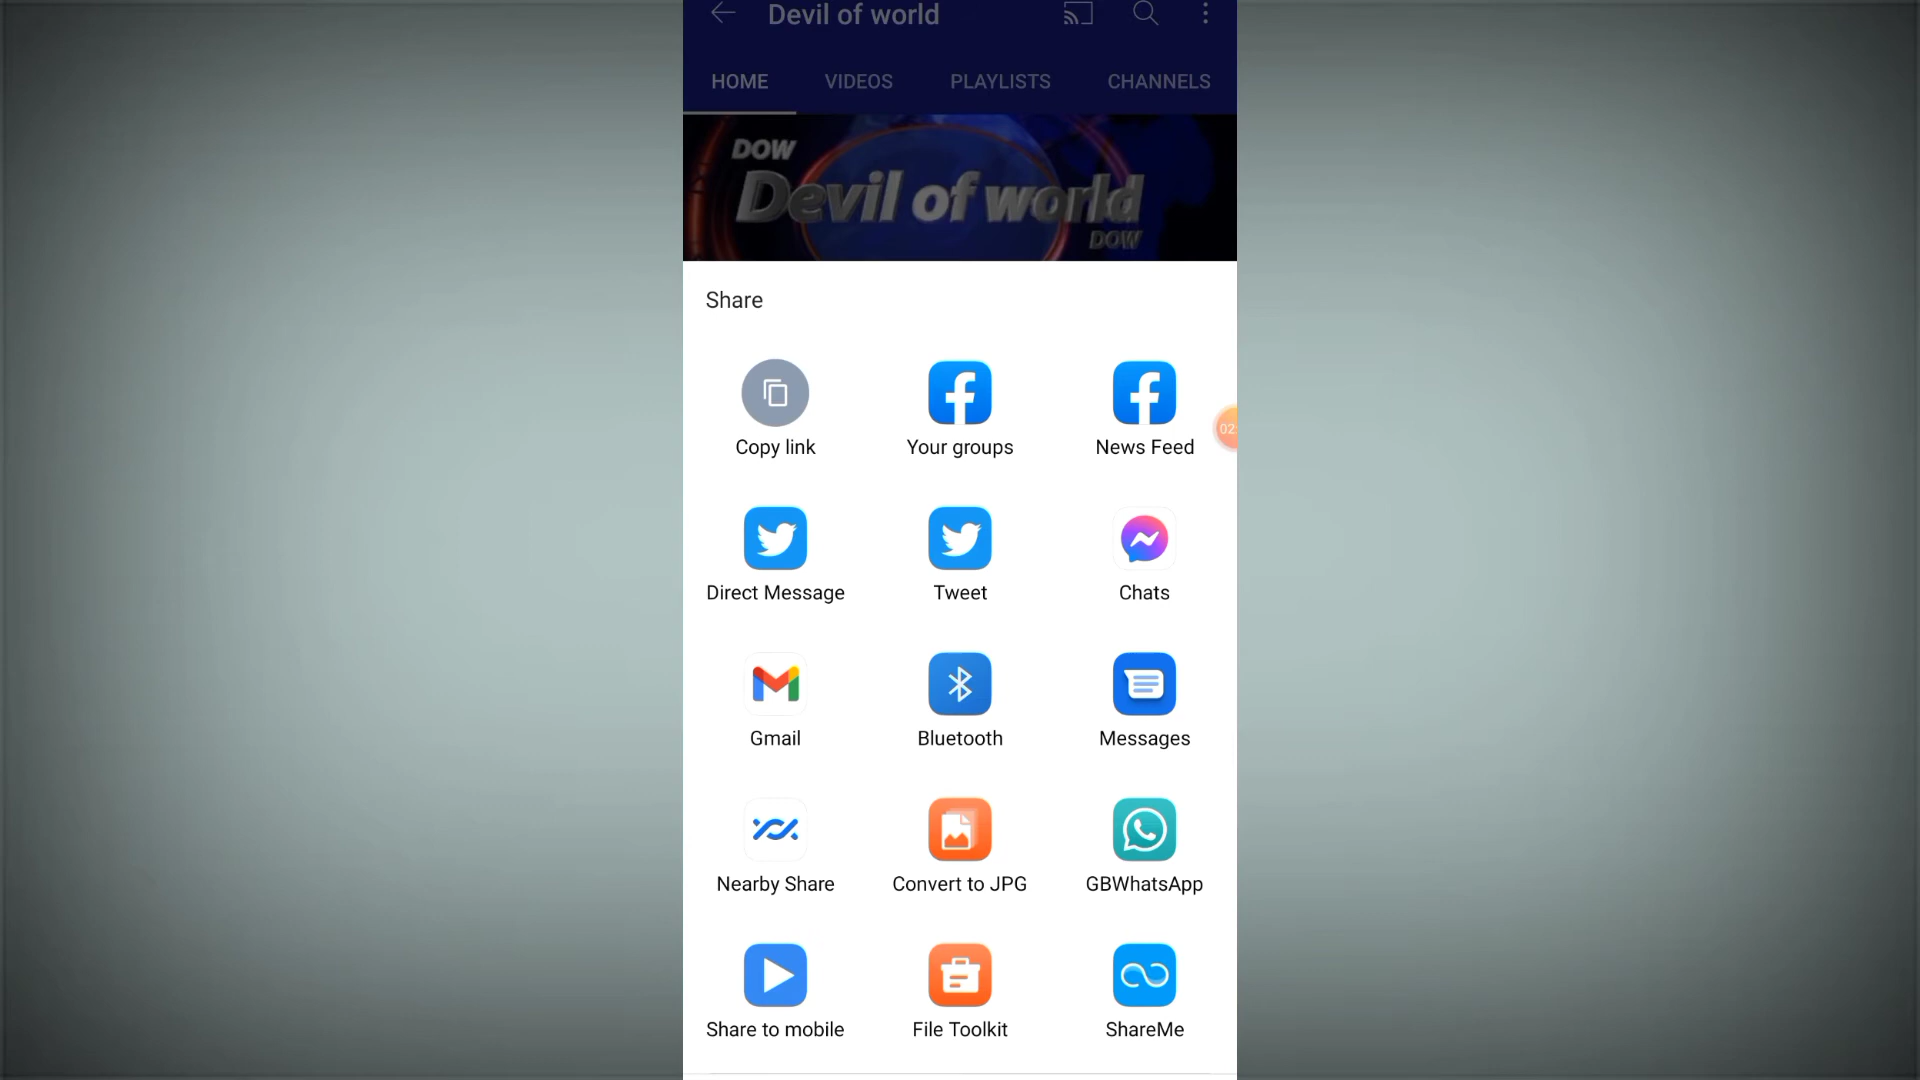 Devil of world
HOME VIDEOS PLAYLISTS CHANNELS
DOW
Devil of world
DOW
Share
Copy link Your groups News Feed
02:
Direct Message Tweet Chats
Gmail Bluetooth Messages
Nearby Share Convert to JPG GBWhatsApp
Share to mobile File Toolkit ShareMe